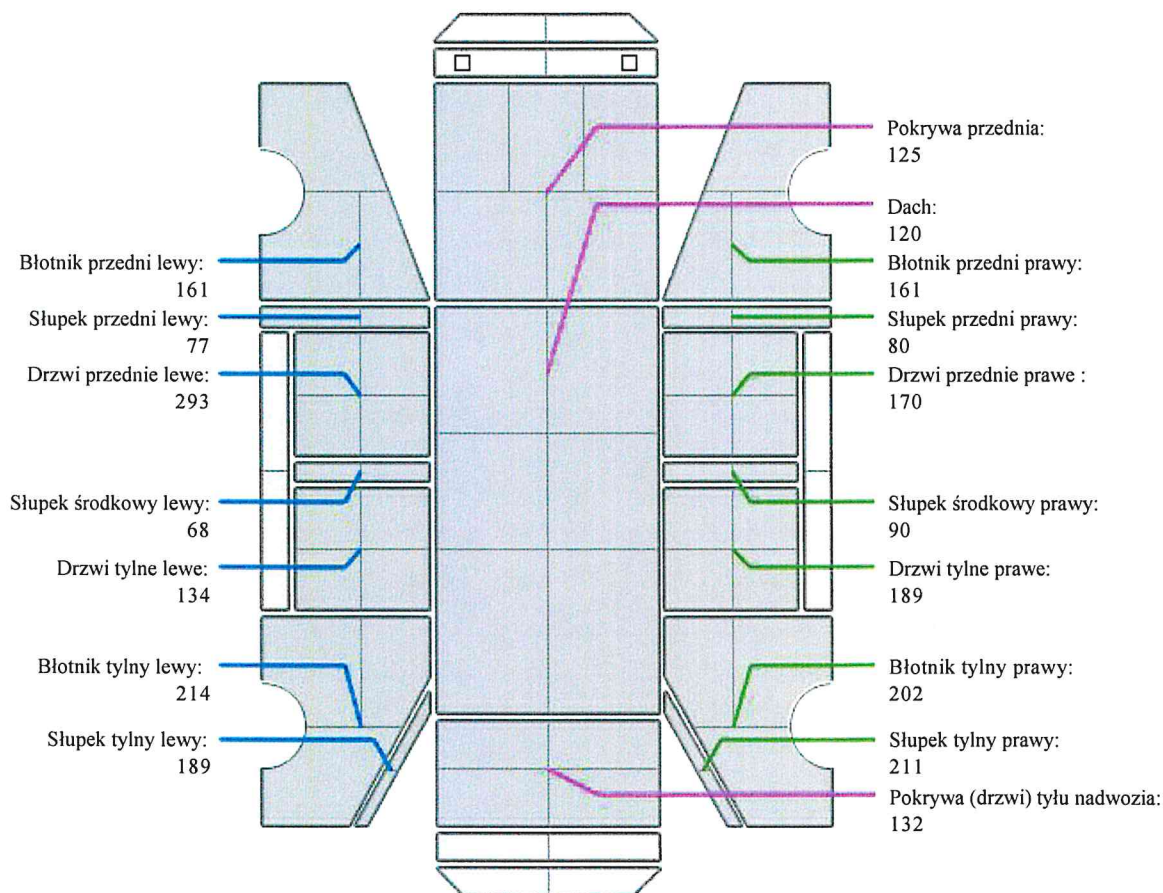 Pokrywa przednia:
125
Dach:
120
Błotnik przedni lewy:
161
Błotnik przedni prawy:
161
Słupek przedni lewy:
77
Słupek przedni prawy:
80
Drzwi przednie lewe:
293
Drzwi przednie prawe :
170
Słupek środkowy lewy:
68
Słupek środkowy prawy:
90
Drzwi tylne lewe:
134
Drzwi tylne prawe:
189
Błotnik tylny lewy:
214
Błotnik tylny prawy:
202
Słupek tylny lewy:
189
Słupek tylny prawy:
211
Pokrywa (drzwi) tyłu nadwozia:
132